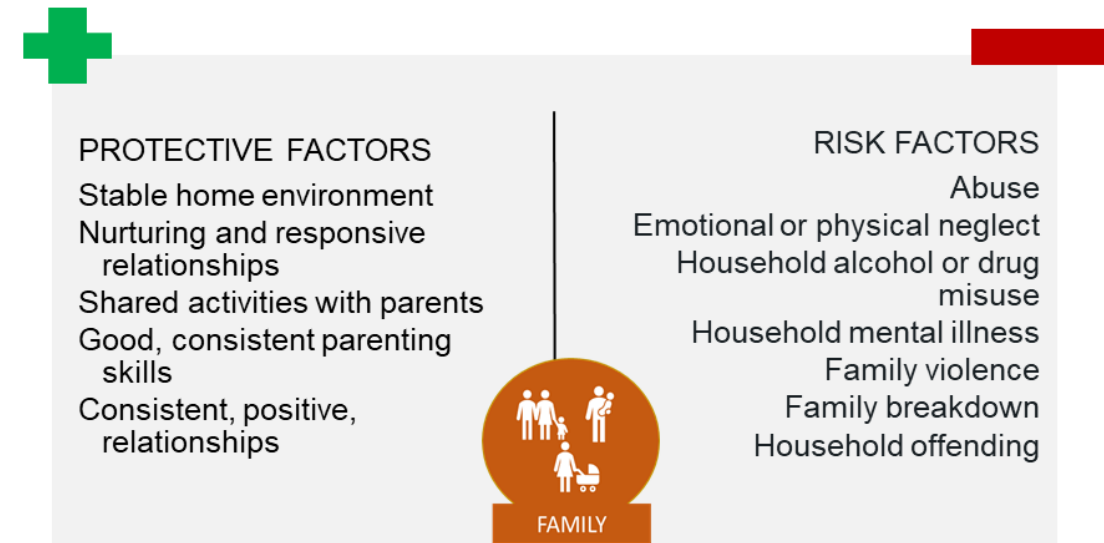 PROTECTIVE FACTORS
Stable home environment
Nurturing and responsive
relationships
Shared activities with parents
Good, consistent parenting
skills
Consistent, positive,
relationships
RISK FACTORS
Abuse
Emotional or physical neglect
Household alcohol or drug
misuse
Household mental illness
Family violence
Family breakdown
Household offending
FAMILY